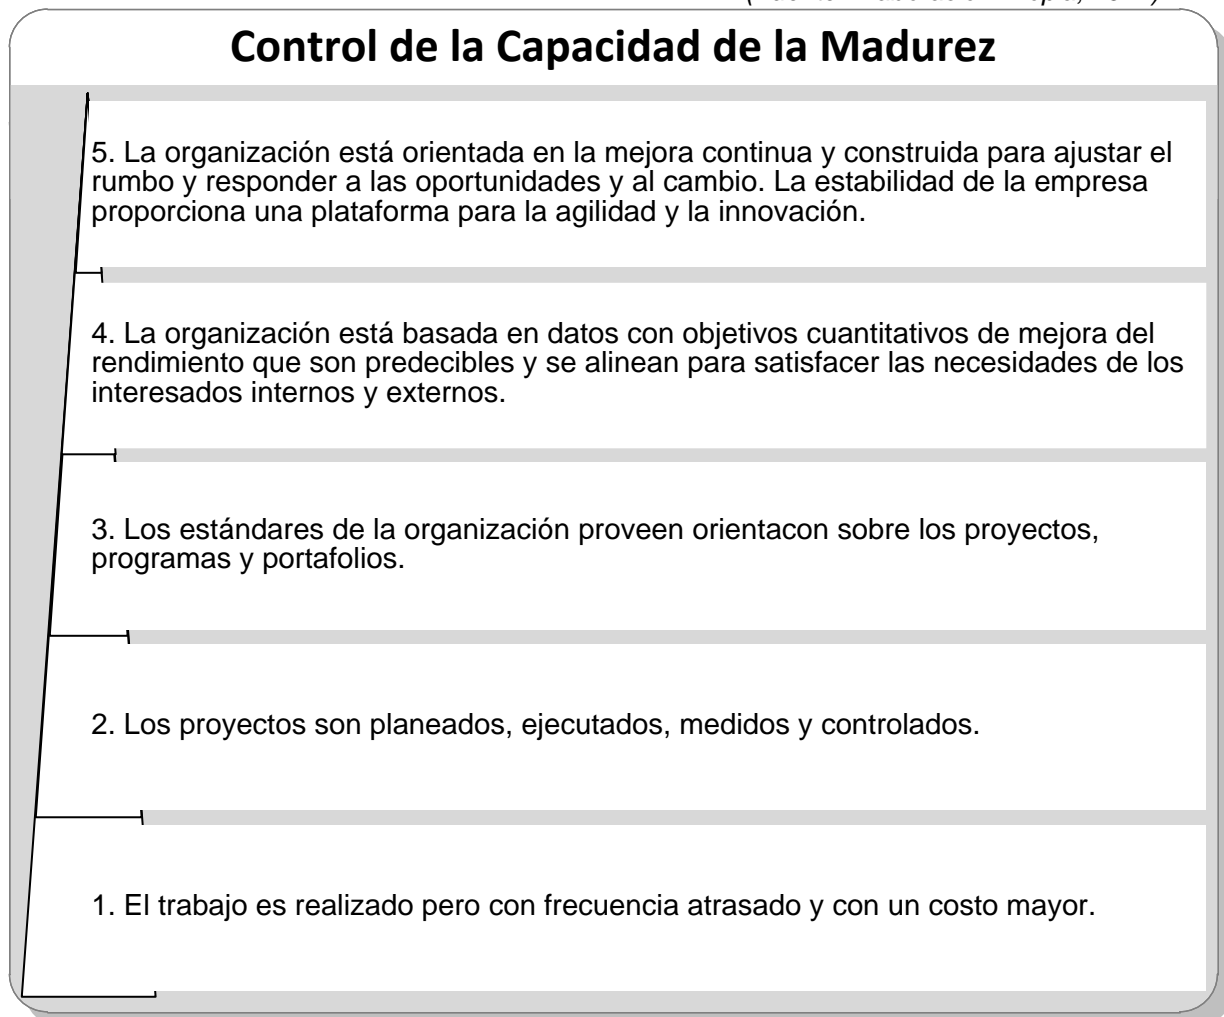 Control de la Capacidad de la Madurez
5. La organización está orientada en la mejora continua y construida para ajustar el
rumbo y responder a las oportunidades y al cambio. La estabilidad de la empresa
proporciona una plataforma para la agilidad y la innovación.
4. La organización está basada en datos con objetivos cuantitativos de mejora del
rendimiento que son predecibles y se alinean para satisfacer las necesidades de los
interesados internos y externos.
3. Los estándares de la organización proveen orientacon sobre los proyectos,
programas y portafolios.
2. Los proyectos son planeados, ejecutados, medidos y controlados.
1. El trabajo es realizado pero con frecuencia atrasado y con un costo mayor.